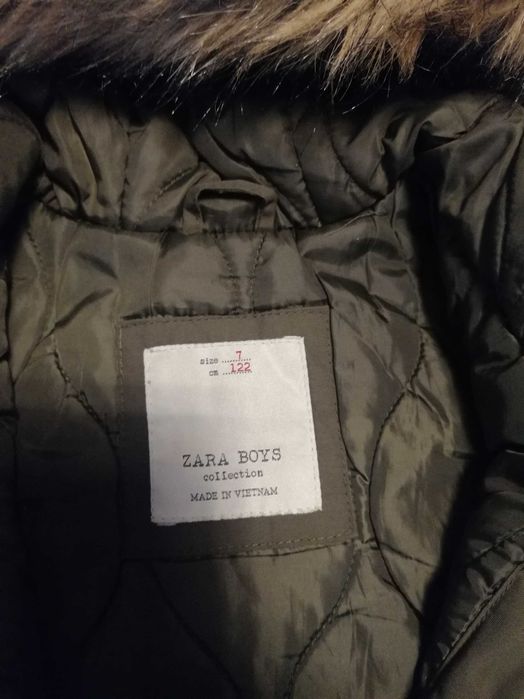 size ......7......
cm .......122....
ZARA BOYS
collection
MADE IN VIETNAM